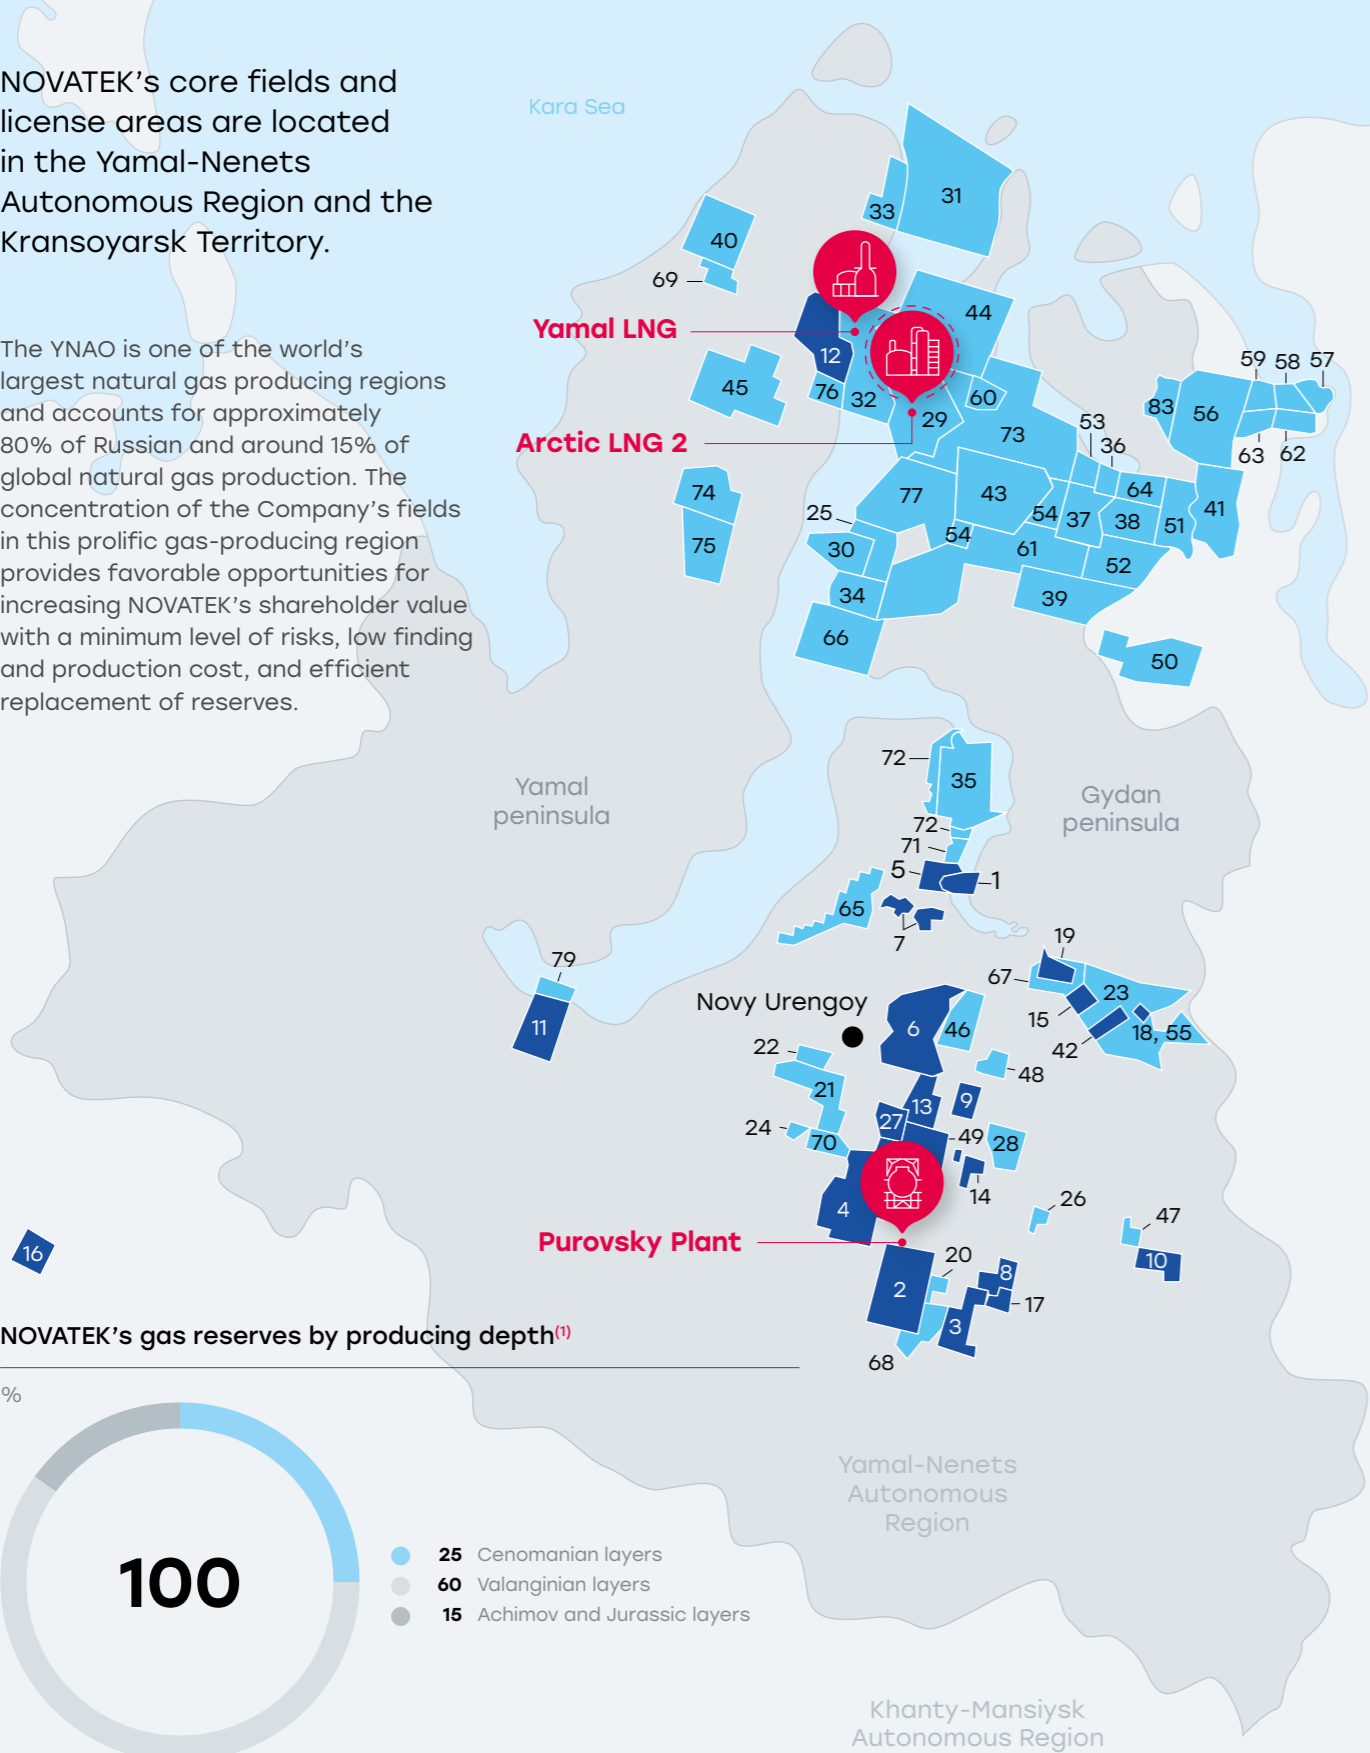 NOVATEK's core fields and
license areas are located
in the Yamal-Nenets
Autonomous Region and the
Kransoyarsk Territory.
The YNAO is one of the world's
largest natural gas producing regions
and accounts for approximately
80% of Russian and around 15% of
global natural gas production. The
concentration of the Company's fields
in this prolific gas-producing region
provides favorable opportunities for
increasing NOVATEK's shareholder value
with a minimum level of risks, low finding
and production cost, and efficient
replacement of reserves.
Kara Sea
31
33
40
69
44
Yamal LNG
12
45
76
32
60
29
Arctic LNG 2
73
53
36
59 58 57
83
56
63 62
74
77
43
64
41
25
54
37
38
51
75
30
54
61
52
34
39
66
50
72
35
Yamal
peninsula
Gydan
peninsula
72
71
5
1
65
7
19
79
67
23
Novy Urengoy
15
11
6
46
18, 55
42
22
48
21
13
9
27
24
70
49
28
14
4
26
47
16
Purovsky Plant
20
10
2
8
17
3
68
NOVATEK's gas reserves by producing depth(1)
%
100
25 Cenomanian layers
60 Valanginian layers
15 Achimov and Jurassic layers
Yamal-Nenets
Autonomous
Region
Khanty-Mansiysk
Autonomous Region